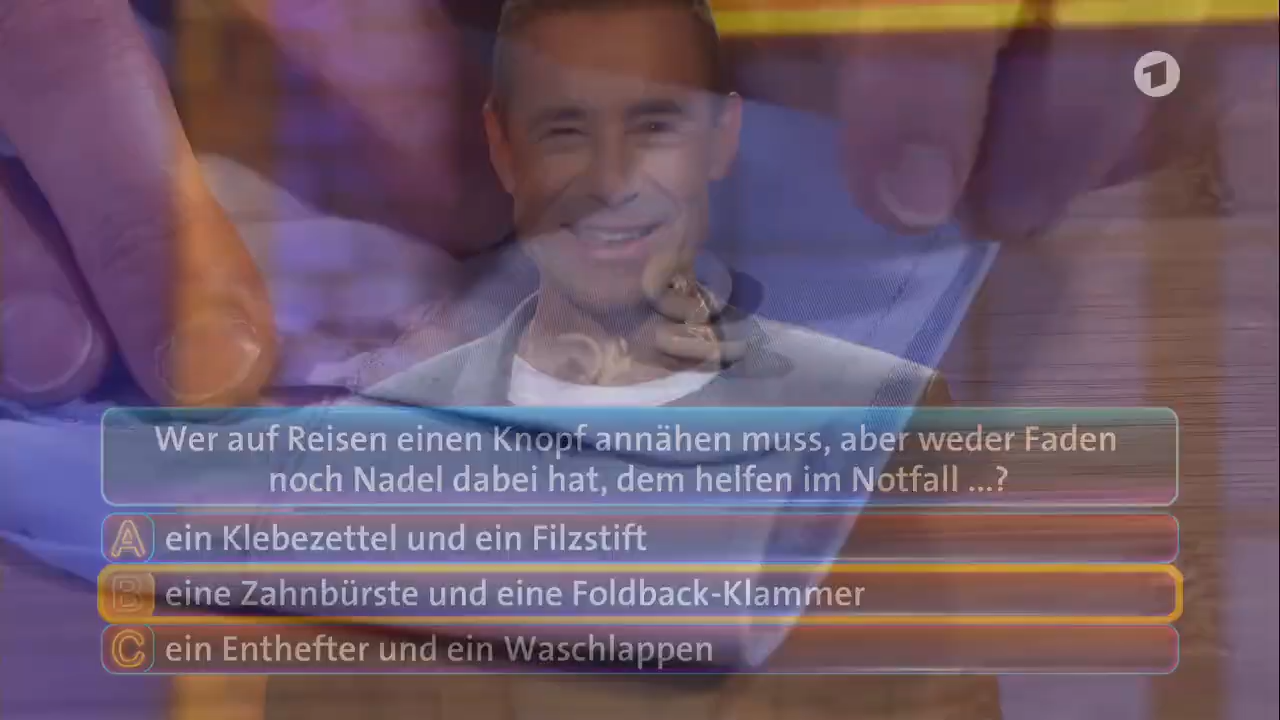 Wer auf Reisen einen Knopf annähen muss, aber weder Faden
noch Nadel dabei hat, dem helfen im Notfall ...?
A ein Klebezettel und ein Filzstift
B eine Zahnbürste und eine Foldback-Klammer
C ein Enthefter und ein Waschlappen
1